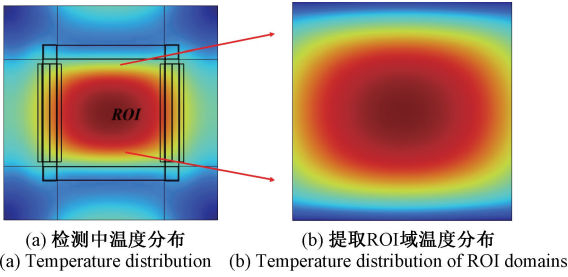 ROI
(a) 检测中温度分布
(b) 提取ROI域温度分布
(a) Temperature distribution
(b) Temperature distribution of ROI domains